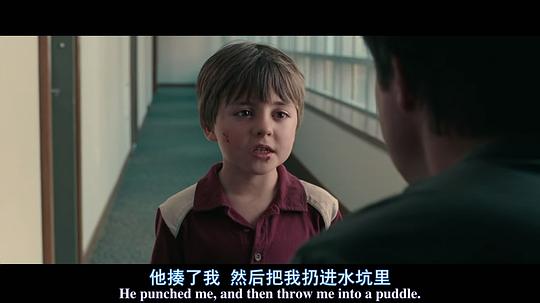 他揍了我 然后把我扔进水坑里
He punched me, and then throw me into a puddle.